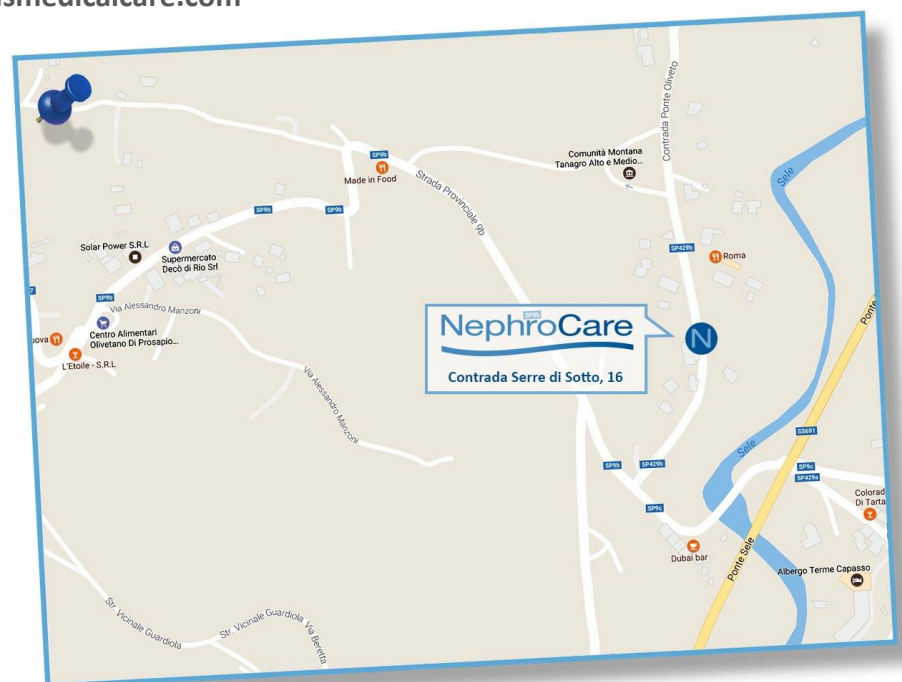 smedicalcare.com
Contrada Ponte Oliveto
Sele
Comunità Montana
Tanagro Alto e Medio...
SP9b
Made in Food
Strada Provinciale 9b
SP9b
SP9b
Solar Power S.R.L
Supermercato
Decò di Rio Srl
SP429b
Roma
SP9b
Via Alessandro Manzoni
Ponte
Centro Alimentari
Olivetano Di Prosapio...
uova
L'Etoile - S.R.L
SP9b
NephroCare
N
Contrada Serre di Sotto, 16
Via Alessandro Manzoni
SS691
Sele
SP9b
SP429b
SP9c
SP429a
SP9c
Colorad
Di Tarta
Dubai bar
Ponte Sele
Albergo Terme Capasso
Str. Vicinale Guardiola
Str. Vicinale Guardiola
Via Beretta